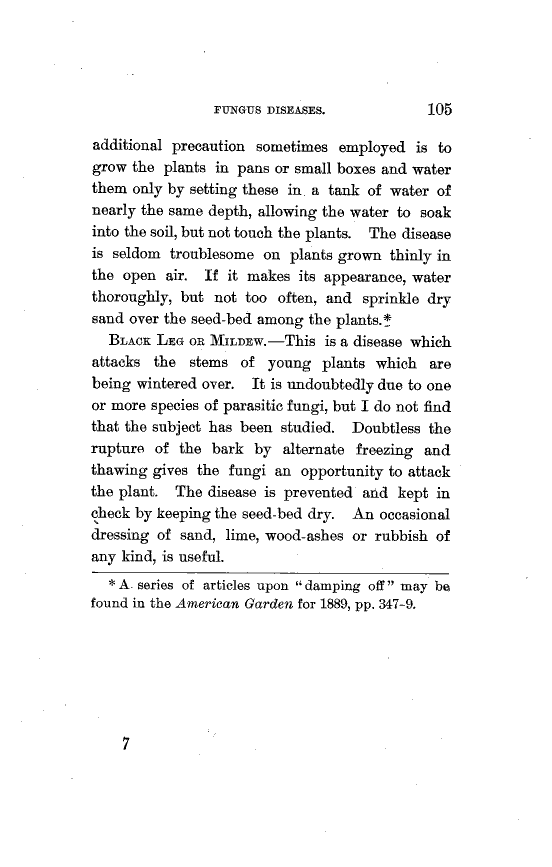 FUNGUS DISEASES. 105
additional precaution sometimes employed is to
grow the plants in pans or small boxes and water
them only by setting these in a tank of water of
nearly the same depth, allowing the water to soak
into the soil, but not touch the plants. The disease
is seldom troublesome on plants grown thinly in
the open air. If it makes its appearance, water
thoroughly, but not too often, and sprinkle dry
sand over the seed-bed among the plants.*
BLACK LEG OR MILDEW.—This is a disease which
attacks the stems of young plants which are
being wintered over. It is undoubtedly due to one
or more species of parasitic fungi, but I do not find
that the subject has been studied. Doubtless the
rupture of the bark by alternate freezing and
thawing gives the fungi an opportunity to attack
the plant. The disease is prevented and kept in
check by keeping the seed-bed dry. An occasional
dressing of sand, lime, wood-ashes or rubbish of
any kind, is useful.
* A series of articles upon "damping off" may be
found in the American Garden for 1889, pp. 347-9.
7